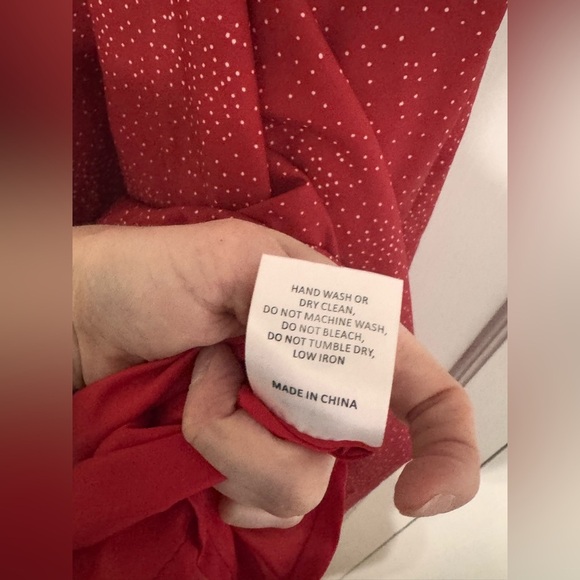 HAND WASH OR
DRY CLEAN,
DO NOT MACHINE WASH,
DO NOT BLEACH,
DO NOT TUMBLE DRY,
LOW IRON
MADE IN CHINA